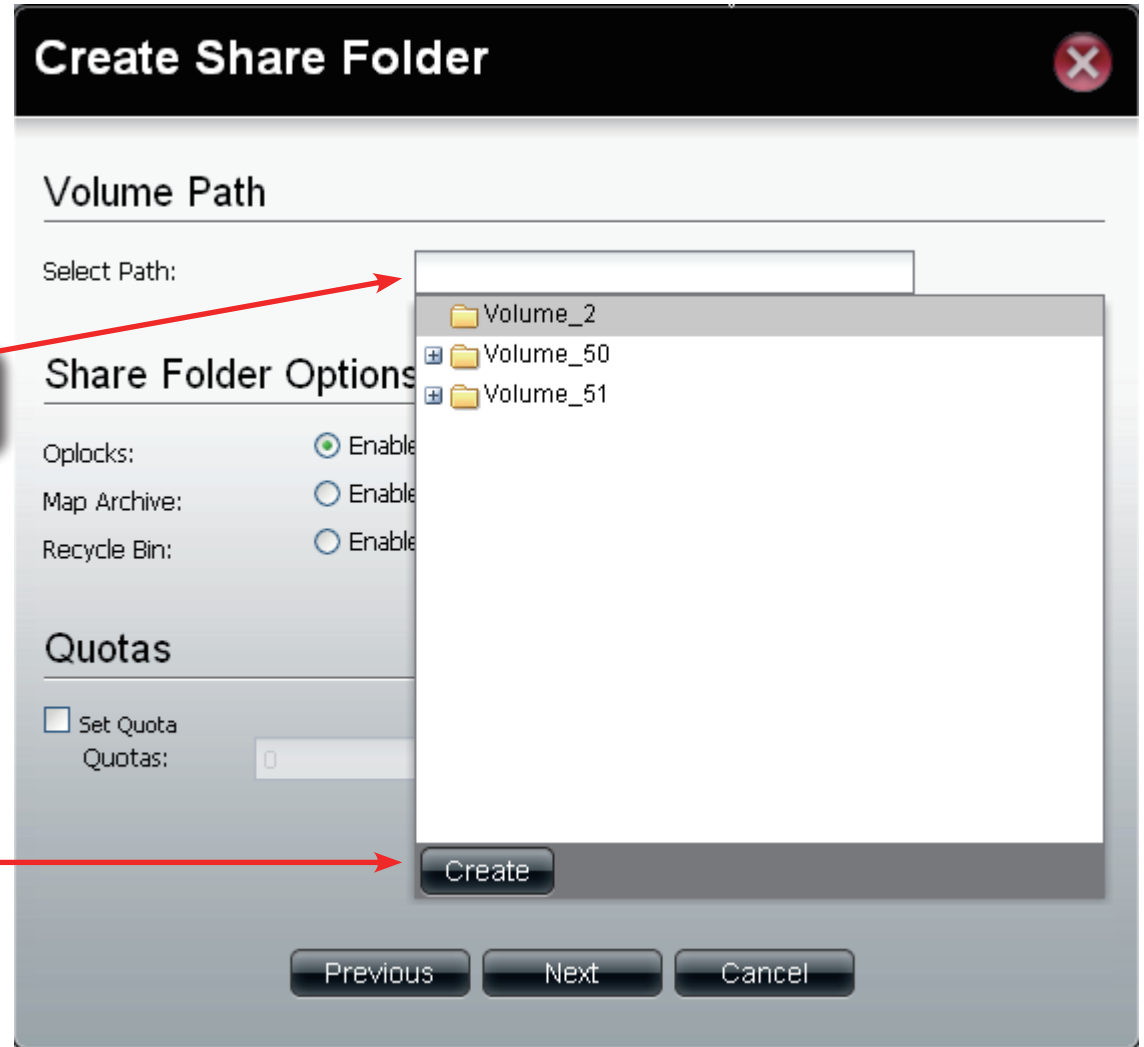 Create Share Folder
Volume Path
Select Path:
Volume_2
Volume_50
Volume_51
Share Folder Options
Oplocks: Enable
Map Archive: Enable
Recycle Bin: Enable
Quotas
Set Quota
Quotas: 0
Create
Previous Next Cancel